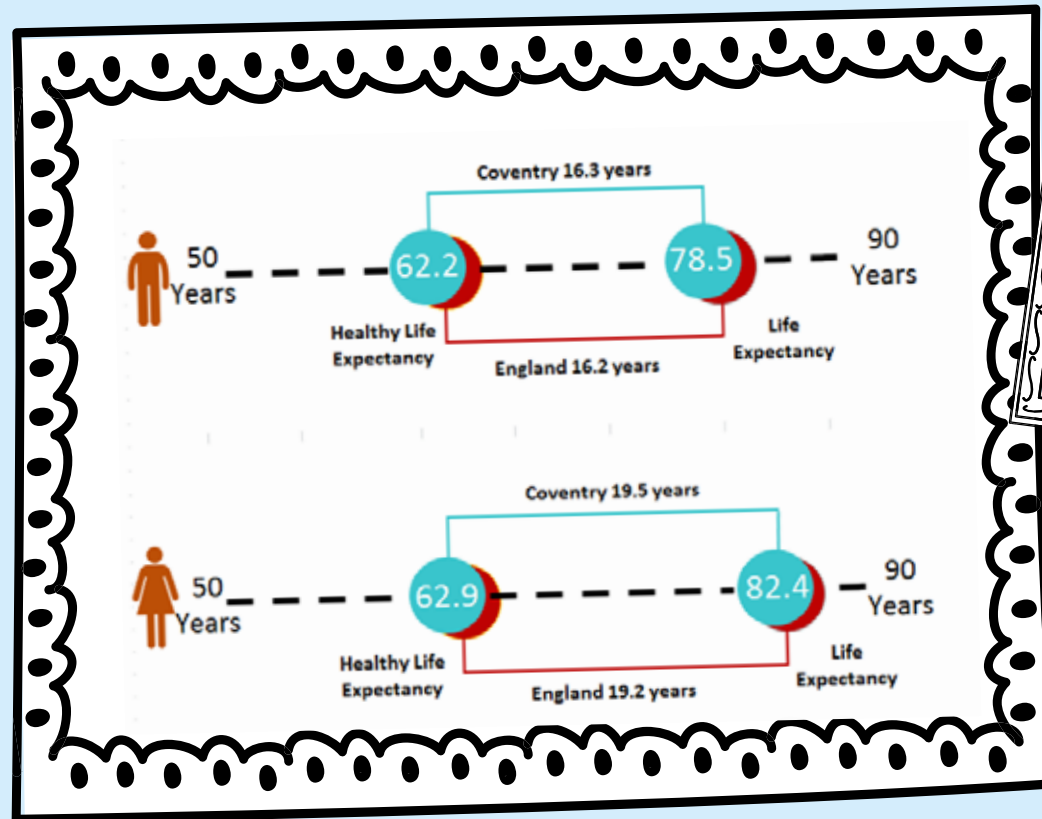 Coventry 16.3 years
50
Years
62.2
78.5
90
Years
Healthy Life
Expectancy
Life
Expectancy
England 16.2 years
Coventry 19.5 years
50
Years
62.9
82.4
90
Years
Healthy Life
Expectancy
Life
Expectancy
England 19.2 years